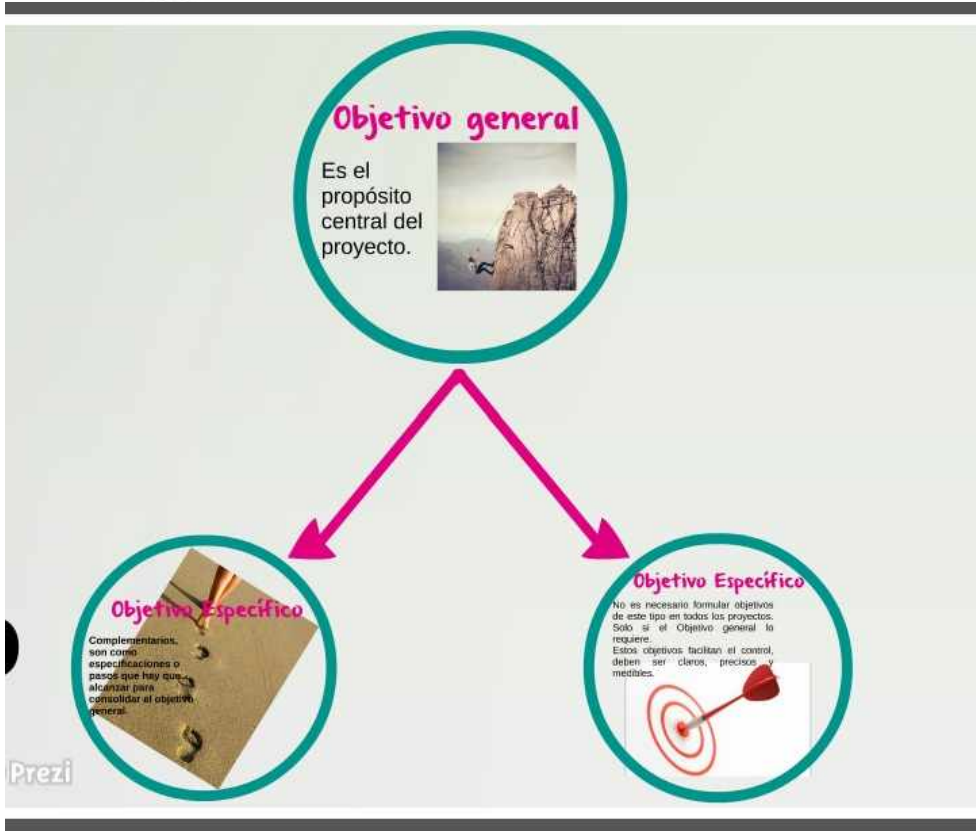 Objetivo general
Es el
propósito
central del
proyecto.
Objetivo Específico
Complementarios,
son como
especificaciones o
pasos que hay que
alcanzar para
consolidar el objetivo
general.
Objetivo Específico
No es necesario formular objetivos
de este tipo en todos los proyectos.
Solo si el Objetivo general lo
requiere.
Estos objetivos facilitan el control,
deben ser claros, precisos y
medibles.
Prezi